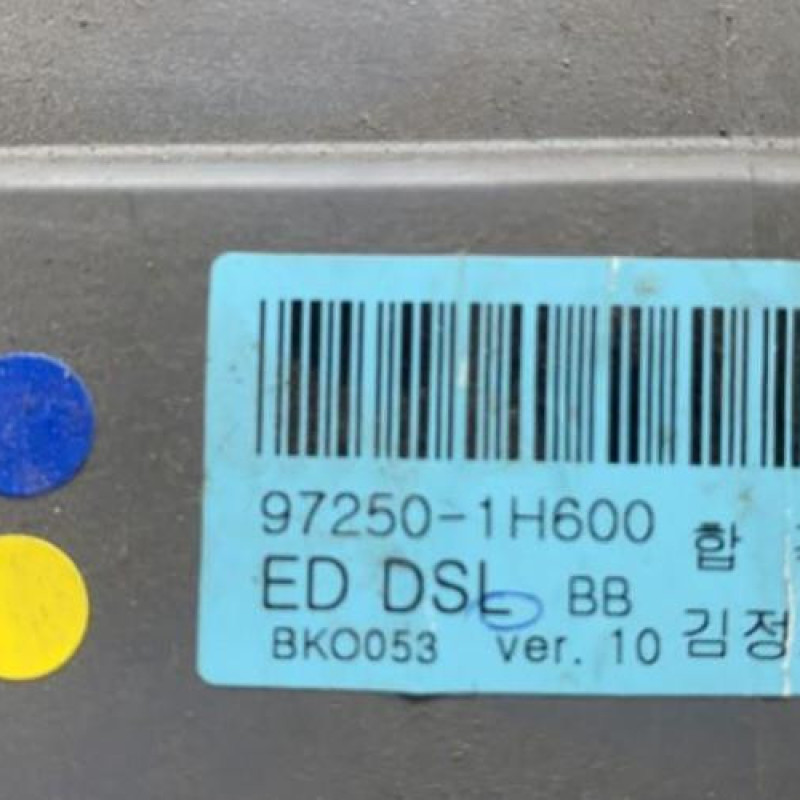 97250-1H600 합
ED DSL BB
BKO053 ver. 10 김정